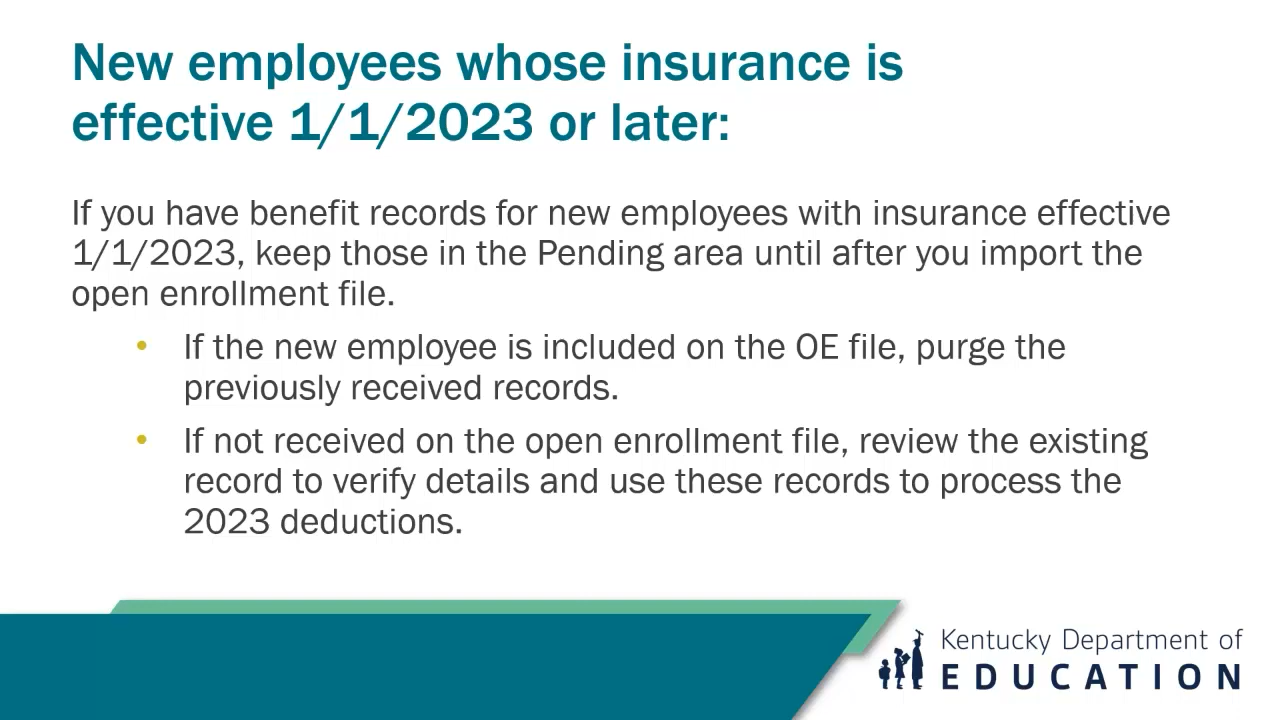 New employees whose insurance is
effective 1/1/2023 or later:
If you have benefit records for new employees with insurance effective
1/1/2023, keep those in the Pending area until after you import the
open enrollment file.
• If the new employee is included on the OE file, purge the
previously received records.
• If not received on the open enrollment file, review the existing
record to verify details and use these records to process the
2023 deductions.
Kentucky Department of
EDUCATION